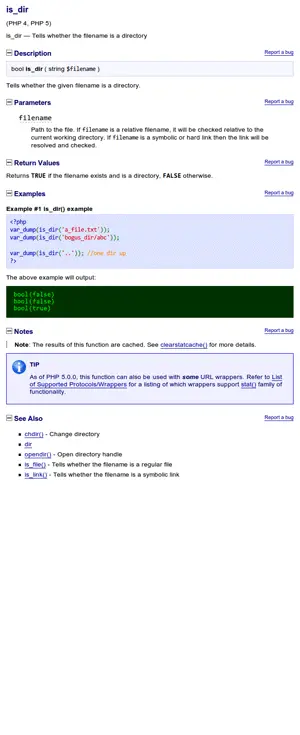 is_dir
(PHP 4, PHP 5)
is_dir — Tells whether the filename is a directory
Description
Report a bug
bool is_dir ( string $filename )
Tells whether the given filename is a directory.
Parameters
Report a bug
filename
Path to the file. If filename is a relative filename, it will be checked relative to
the current working directory. If filename is a symbolic or hard link then the link will be
resolved and checked.
Return Values
Report a bug
Returns TRUE if the filename exists and is a directory, FALSE otherwise.
Examples
Report a bug
Example #1 is_dir() example
<?php
var_dump(is_dir('a_file.txt'));
var_dump(is_dir('bogus_dir/abc'));
var_dump(is_dir('..')); //one dir up
?>
The above example will output:
bool(false)
bool(false)
bool(true)
Notes
Report a bug
Note: The results of this function are cached. See clearstatcache() for more details.
TIP
As of PHP 5.0.0, this function can also be used with some URL wrappers. Refer to List
of Supported Protocols/Wrappers for a listing of which wrappers support stat() family of
functionality.
See Also
Report a bug
chdir() - Change directory
dir
opendir() - Open directory handle
is_file() - Tells whether the filename is a regular file
is_link() - Tells whether the filename is a symbolic link